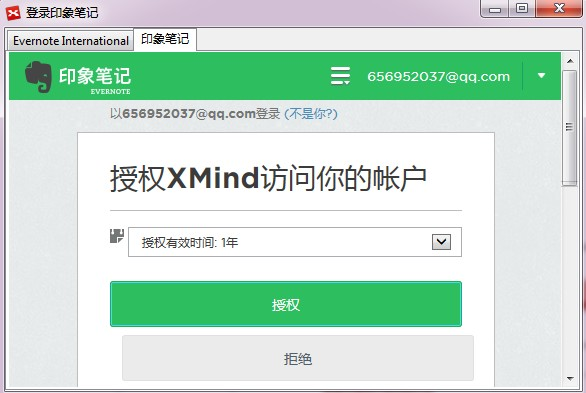 登录印象笔记
Evernote International 印象笔记
印象笔记
EVERNOTE
656952037@qq.com
以656952037@qq.com登录 (不是你?)
授权XMind访问你的帐户
授权有效时间: 1年
授权
拒绝